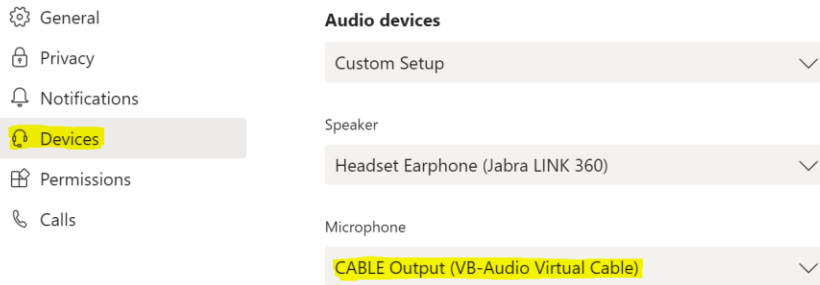 General
Privacy
Notifications
Devices
Permissions
Calls
Audio devices
Custom Setup
Speaker
Headset Earphone (Jabra LINK 360)
Microphone
CABLE Output (VB-Audio Virtual Cable)